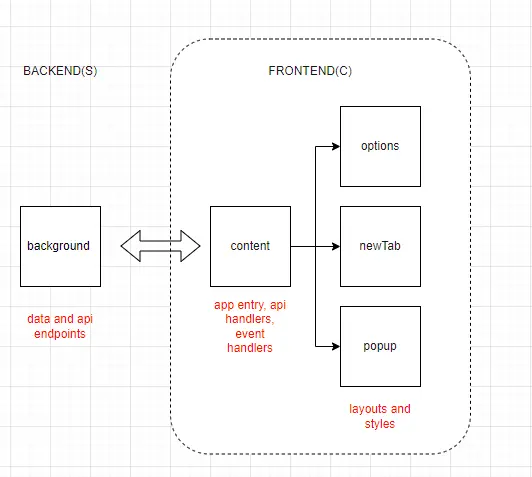 BACKEND(S)
FRONTEND(C)
options
background
content
newTab
data and api
endpoints
app entry, api
handlers,
event
handlers
popup
layouts and
styles